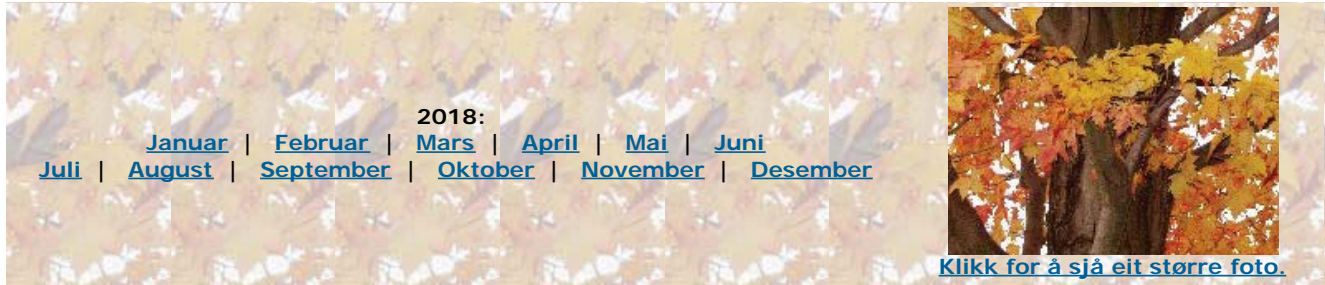 2018:
Januar | Februar | Mars | April | Mai | Juni
Juli | August | September | Oktober | November | Desember
Klikk for å sjå eit større foto.